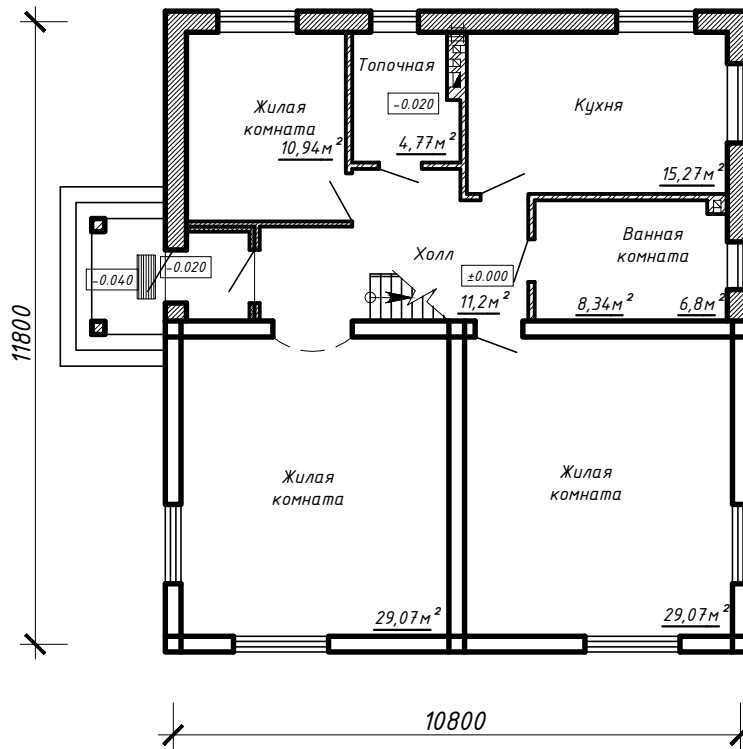 Топочная
-0.020
Жилая
комната
10,94м²
4,77м²
Кухня
15,27м²
Ванная
комната
8,34м²
6,8м²
Холл
±0.000
11,2м²
-0.020
-0.040
11800
Жилая
комната
29,07м²
Жилая
комната
29,07м²
10800